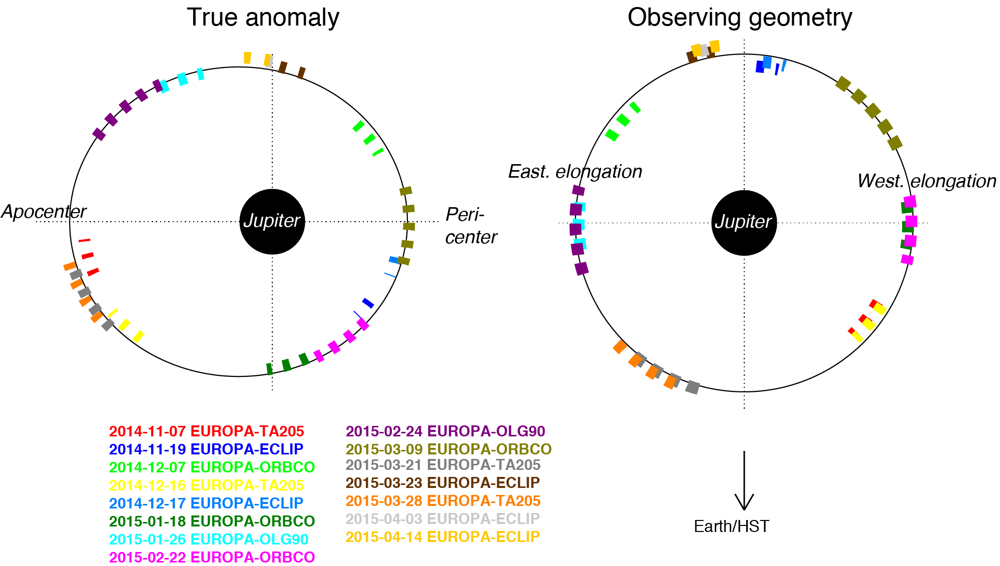 True anomaly
Observing geometry
East. elongation
West. elongation
Apocenter
Jupiter
Peri-
center
Jupiter
2014-11-07 EUROPA-TA205
2014-11-19 EUROPA-ECLIP
2014-12-07 EUROPA-ORBCO
2014-12-16 EUROPA-TA205
2014-12-17 EUROPA-ECLIP
2015-01-18 EUROPA-ORBCO
2015-01-26 EUROPA-OLG90
2015-02-22 EUROPA-ORBCO
2015-02-24 EUROPA-OLG90
2015-03-09 EUROPA-ORBCO
2015-03-21 EUROPA-TA205
2015-03-23 EUROPA-ECLIP
2015-03-28 EUROPA-TA205
2015-04-03 EUROPA-ECLIP
2015-04-14 EUROPA-ECLIP
Earth/HST